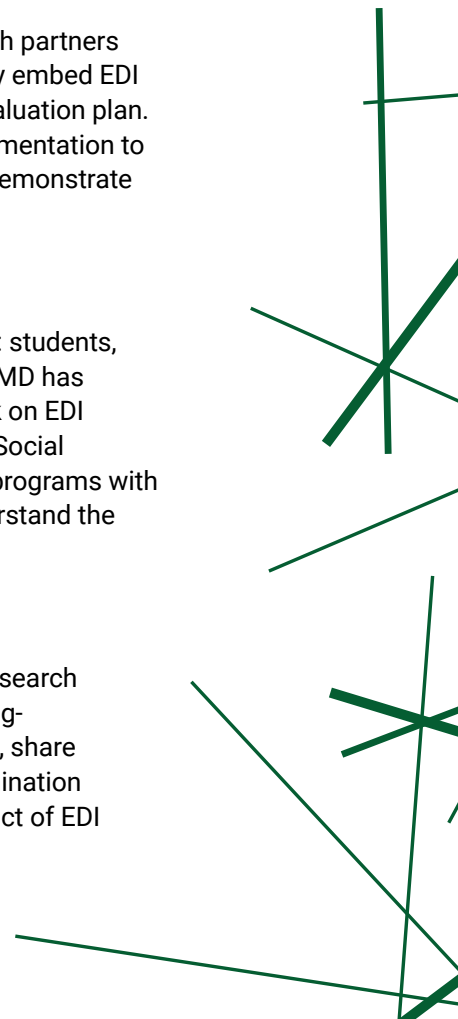 h partners
y embed EDI
aluation plan.
mentation to
emonstrate
: students,
MD has
k on EDI
Social
programs with
rstand the
search
g-
, share
ination
ct of EDI